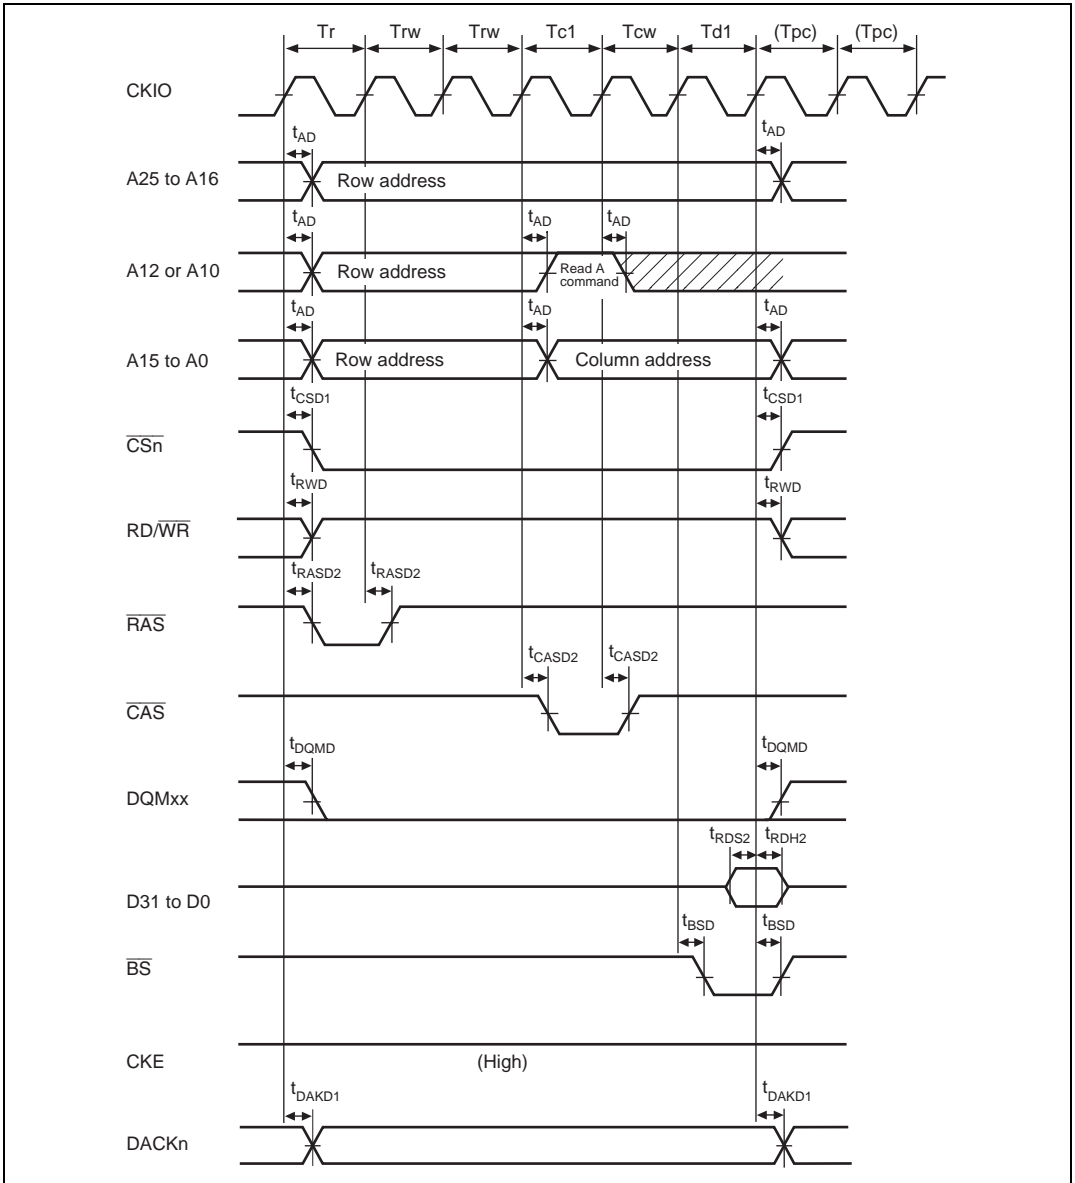 Tr Trw Trw Tc1 Tcw Td1 (Tpc) (Tpc)
CKIO
tAD tAD
A25 to A16 Row address
tAD tAD tAD
A12 or A10 Row address Read A
command
tAD tAD tAD
A15 to A0 Row address Column address
tCSD1 tCSD1
CSn
tRWD tRWD
RD/WR
tRASD2 tRASD2
RAS
tCASD2 tCASD2
CAS
tDQMD tDQMD
DQMxx
tRDS2 tRDH2
D31 to D0
tBSD tBSD
BS
CKE (High)
tDAKD1 tDAKD1
DACKn